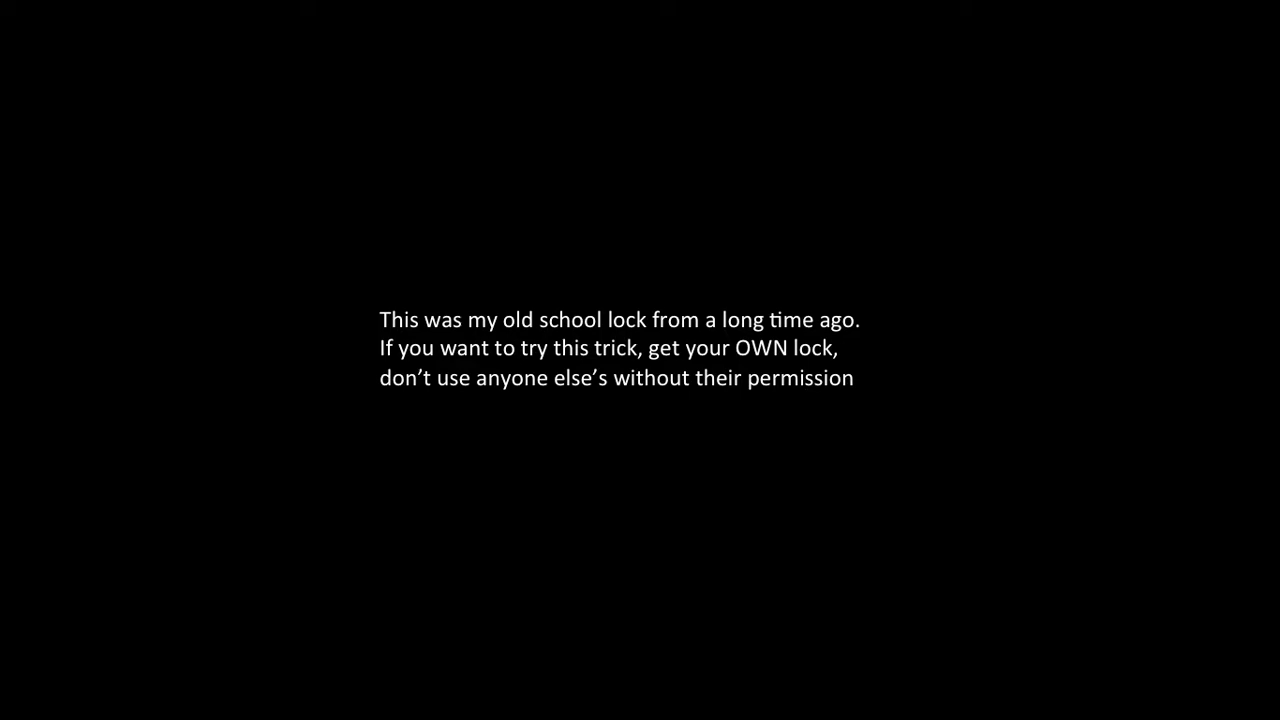 This was my old school lock from a long time ago.
If you want to try this trick, get your OWN lock,
don’t use anyone else’s without their permission